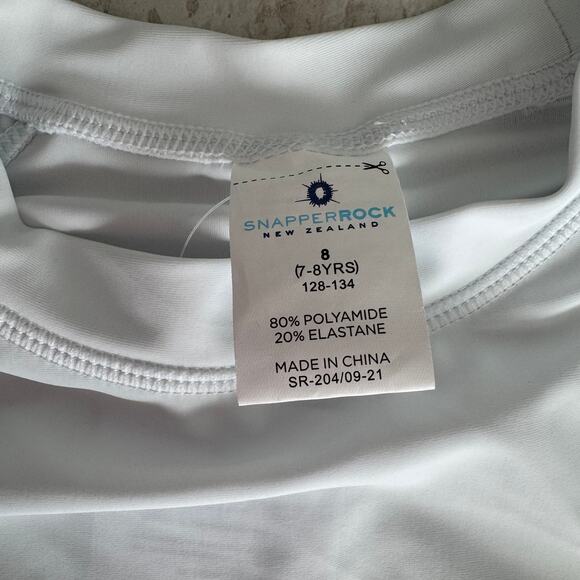 SNAPPERROCK
NEW ZEALAND
8
(7-8YRS)
128-134
80% POLYAMIDE
20% ELASTANE
MADE IN CHINA
SR-204/09-21